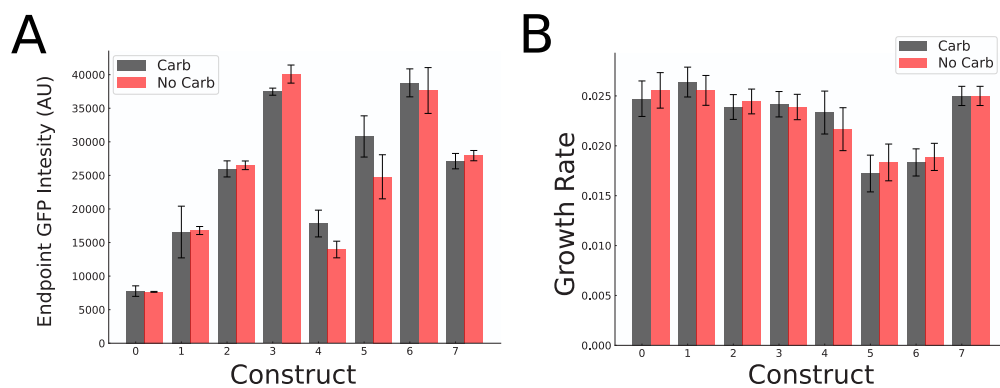 A
Endpoint GFP Intesity (AU)
40000
35000
30000
25000
20000
15000
10000
5000
0
Carb
No Carb
0 1 2 3 4 5 6 7
Construct
B
Growth Rate
0.025
0.020
0.015
0.010
0.005
0.000
Carb
No Carb
0 1 2 3 4 5 6 7
Construct